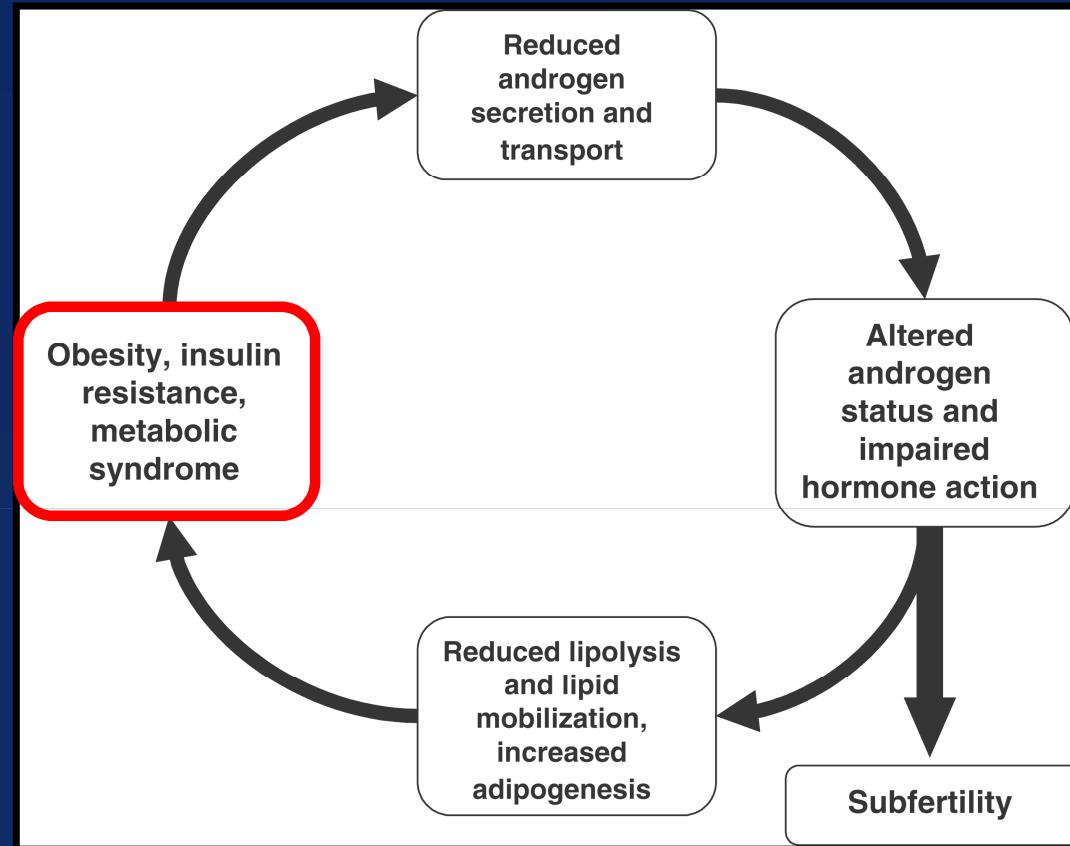 Reduced
androgen
secretion and
transport
Obesity, insulin
resistance,
metabolic
syndrome
Altered
androgen
status and
impaired
hormone action
Reduced lipolysis
and lipid
mobilization,
increased
adipogenesis
Subfertility